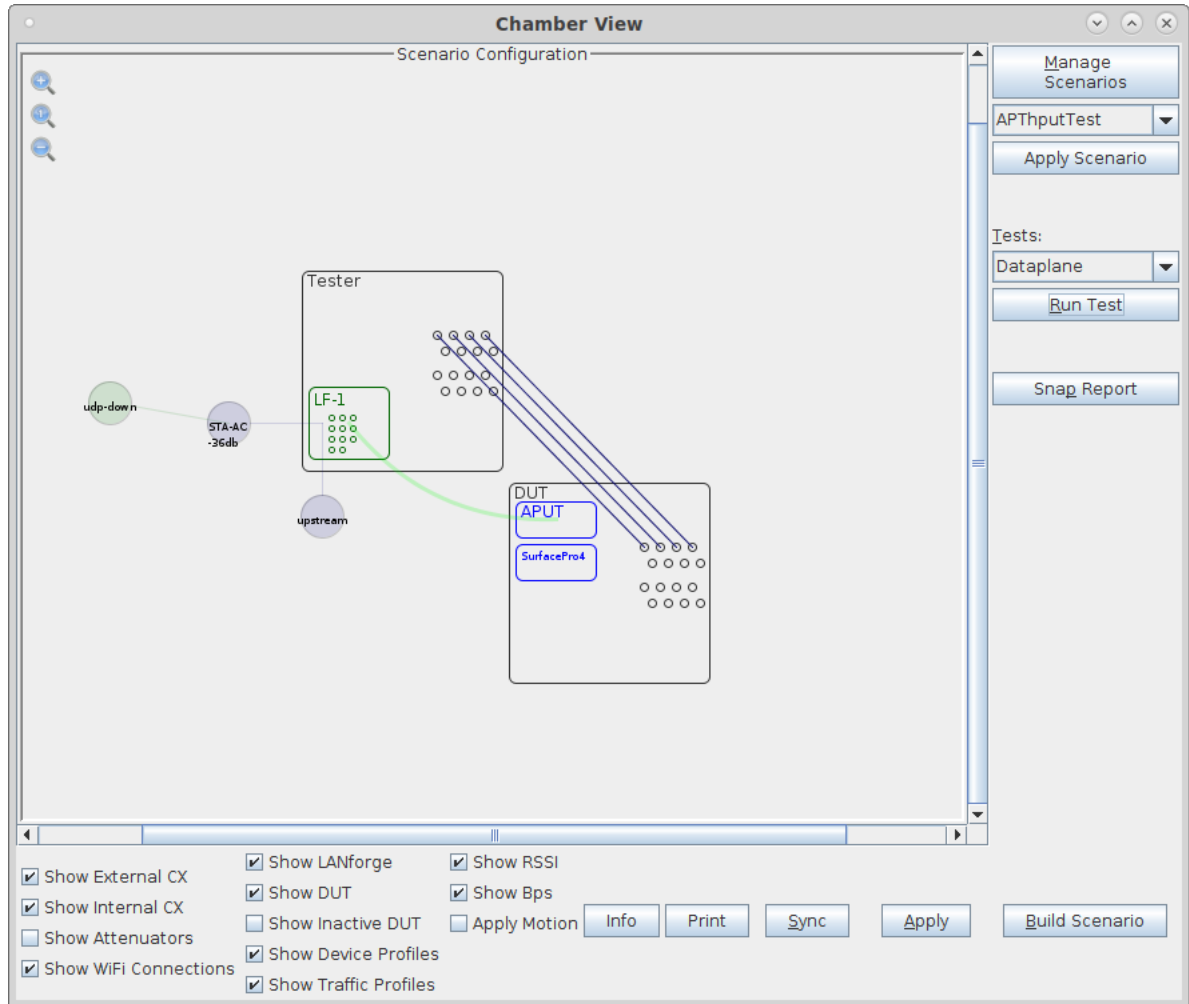 Chamber View
Scenario Configuration
Manage
Scenarios
APThputTest
Apply Scenario
Tests:
Dataplane
Run Test
Snap Report
Tester
LF-1
udp-down
STA-AC
-36db
upstream
DUT
APUT
SurfacePro4
Show External CX
Show Internal CX
Show Attenuators
Show WiFi Connections
Show LANforge
Show DUT
Show Inactive DUT
Show Device Profiles
Show Traffic Profiles
Show RSSI
Show Bps
Apply Motion
Info
Print
Sync
Apply
Build Scenario